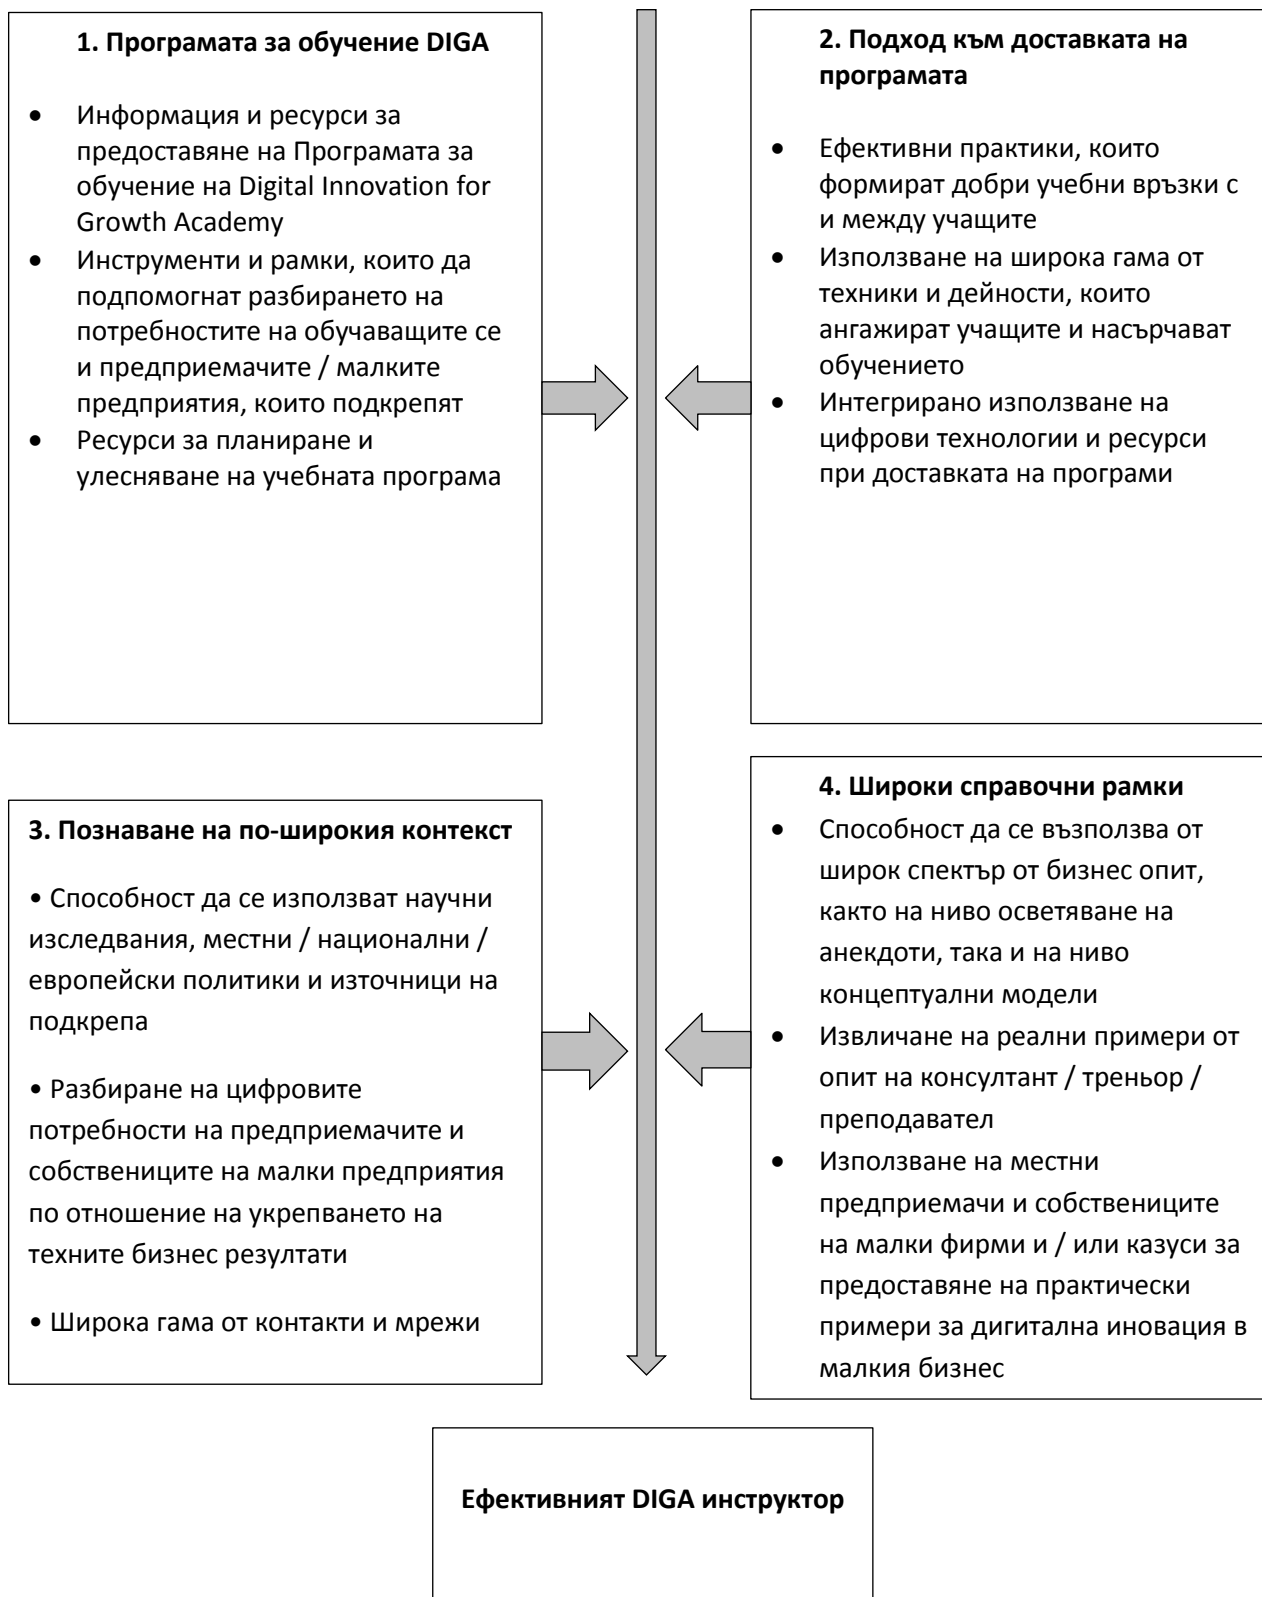 1. Програмата за обучение DIGA
• Информация и ресурси за
предоставяне на Програмата за
обучение на Digital Innovation for
Growth Academy
• Инструменти и рамки, които да
подпомогнат разбирането на
потребностите на обучаващите се
и предприемачите / малките
предприятия, които подкрепят
• Ресурси за планиране и
улесняване на учебната програма
2. Подход към доставката на
програмата
• Ефективни практики, които
формират добри учебни връзки с
и между учащите
• Използване на широка гама от
техники и дейности, които
ангажират учащите и насърчават
обучението
• Интегрирано използване на
цифрови технологии и ресурси
при доставката на програми
3. Познаване на по-широкия контекст
• Способност да се използват научни
изследвания, местни / национални /
европейски политики и източници на
подкрепа
• Разбиране на цифровите
потребности на предприемачите и
собствениците на малки предприятия
по отношение на укрепването на
техните бизнес резултати
• Широка гама от контакти и мрежи
4. Широки справочни рамки
• Способност да се възползва от
широк спектър от бизнес опит,
както на ниво осветяване на
анекдоти, така и на ниво
концептуални модели
• Извличане на реални примери от
опит на консултант / треньор /
преподавател
• Използване на местни
предприемачи и собствениците
на малки фирми и / или казуси за
предоставяне на практически
примери за дигитална иновация в
малкия бизнес
Ефективният DIGA инструктор